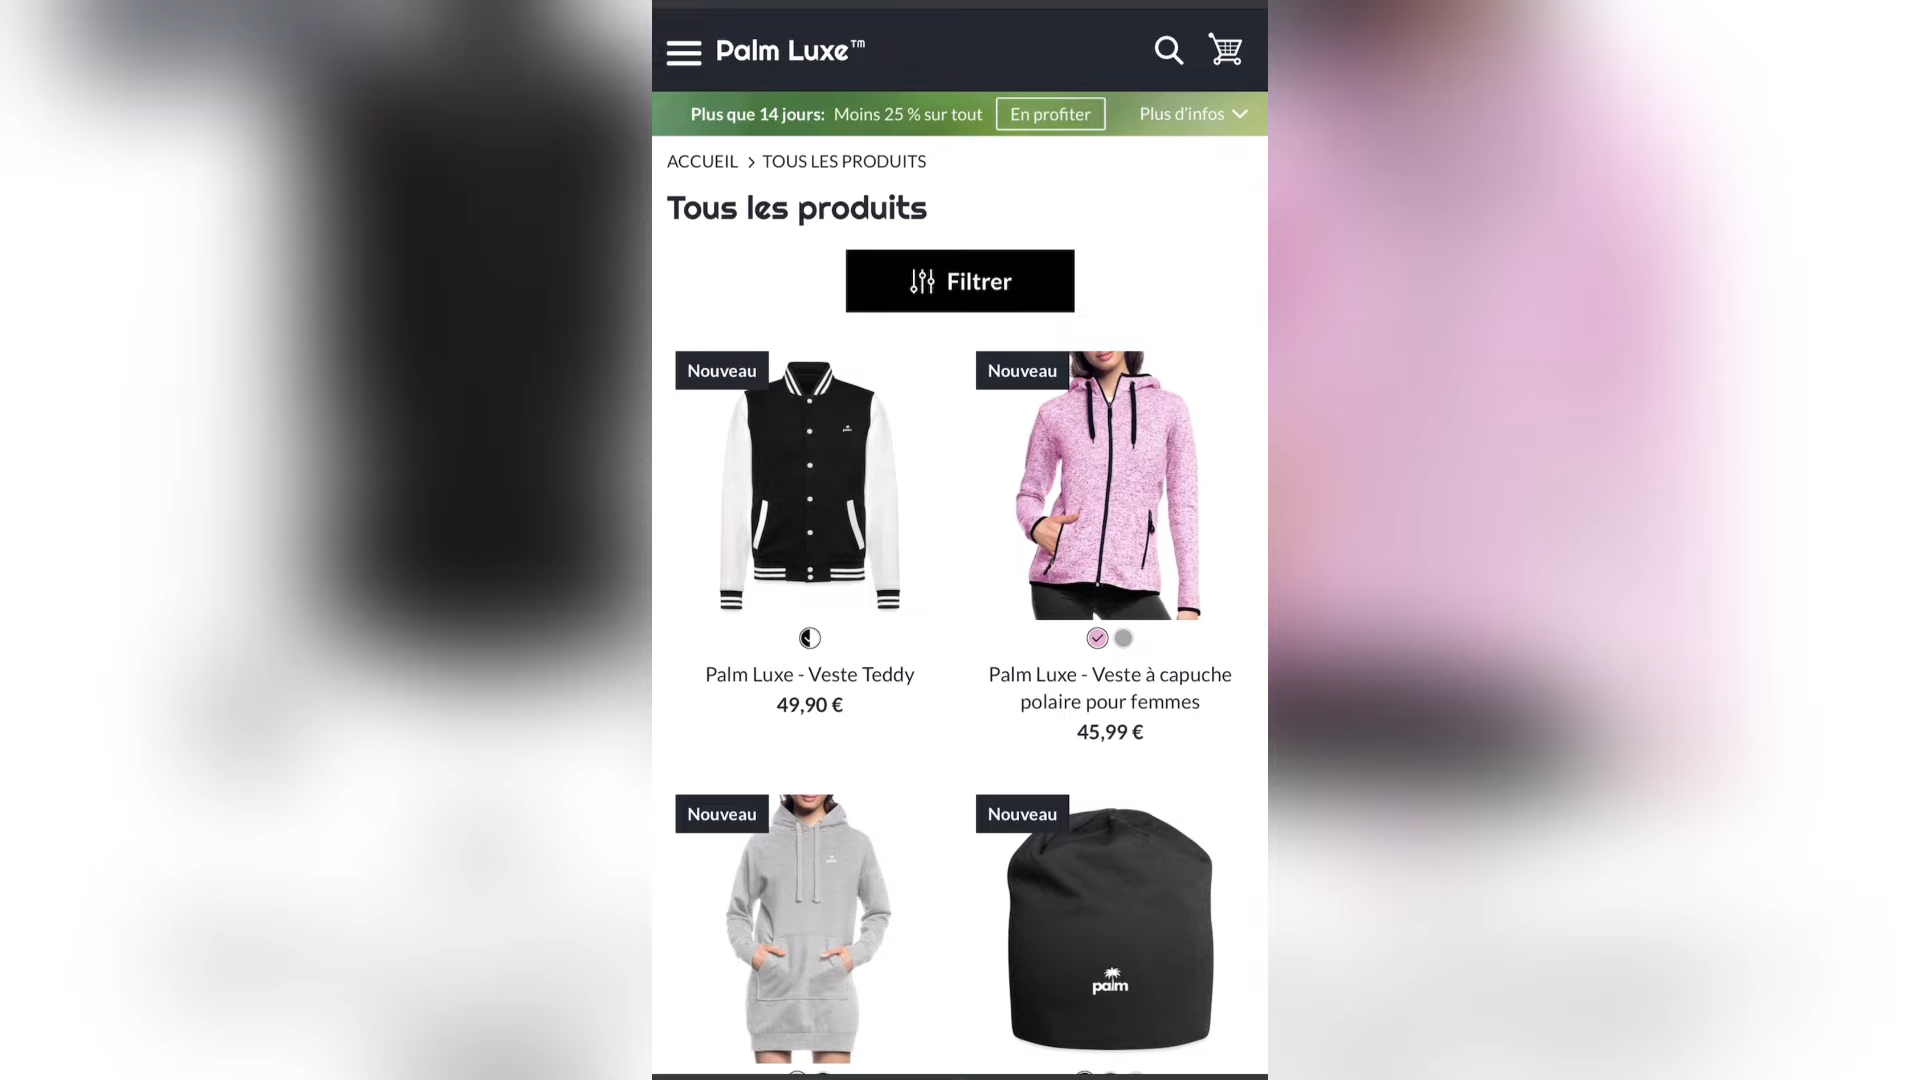 Palm Luxe™
Plus que 14 jours: Moins 25 % sur tout En profiter Plus d'infos
ACCUEIL > TOUS LES PRODUITS
Tous les produits
Filtrer
Nouveau
Nouveau
palm
Palm Luxe - Veste Teddy
49,90 €
Palm Luxe - Veste à capuche
polaire pour femmes
45,99 €
Nouveau
Nouveau
palm